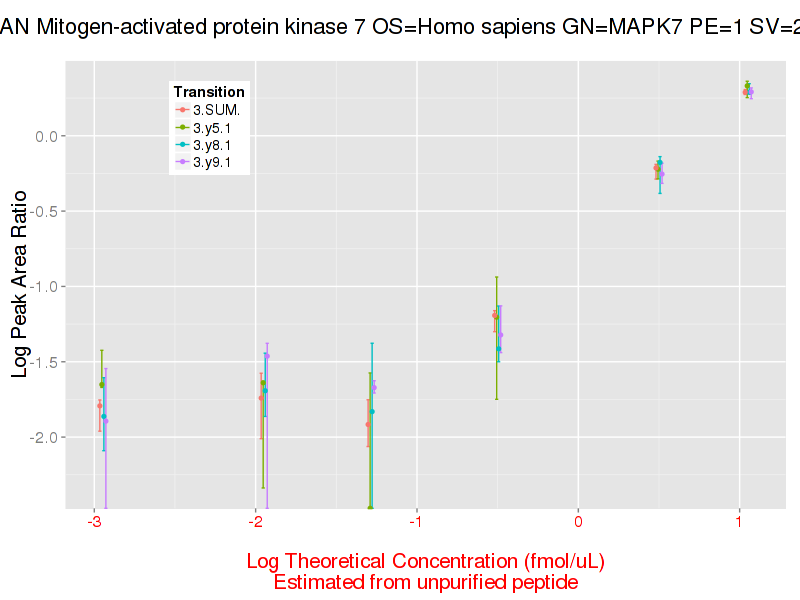 AN Mitogen-activated protein kinase 7 OS=Homo sapiens GN=MAPK7 PE=1 SV=2
Transition
3.SUM.
3.y5.1
3.y8.1
3.y9.1
Log Peak Area Ratio
0.0
-0.5
-1.0
-1.5
-2.0
-3 -2 -1 0 1
Log Theoretical Concentration (fmol/uL)
Estimated from unpurified peptide